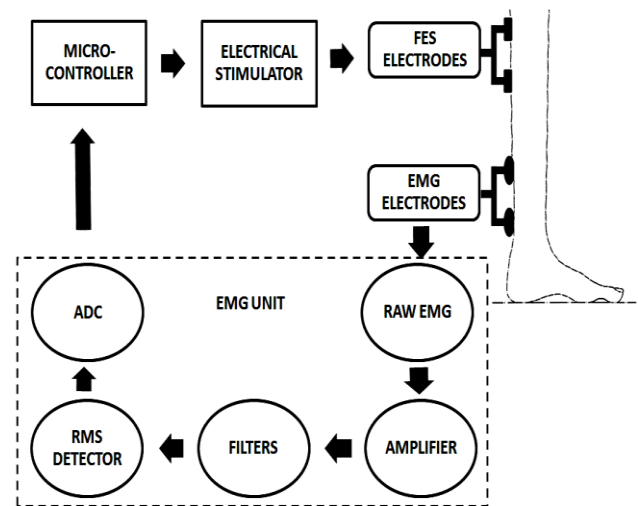 MICRO-
CONTROLLER
ELECTRICAL
STIMULATOR
FES
ELECTRODES
EMG
ELECTRODES
ADC
EMG UNIT
RAW EMG
RMS
DETECTOR
FILTERS
AMPLIFIER